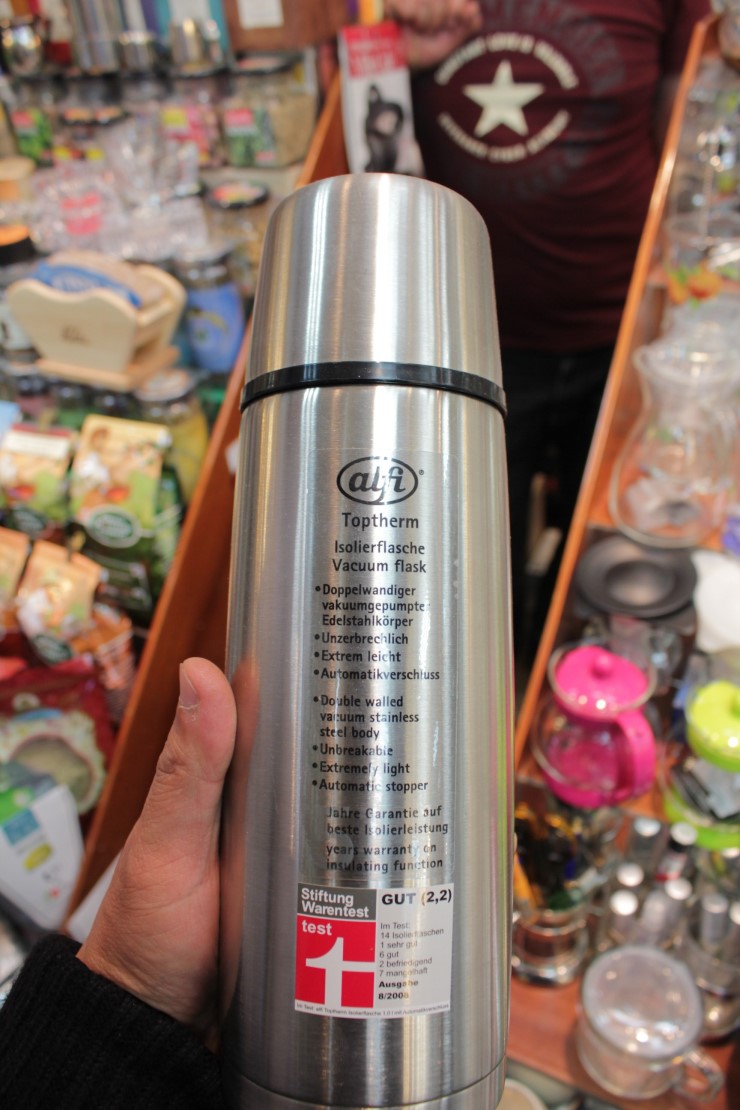 alfi®
Toptherm
Isolierflasche
Vacuum flask
•Doppelwandiger
vakuumgepumpte
Edelstahlkörper
•Unzerbrechlich
•Extrem leicht
•Automatikverschluss
•Double walled
vacuum stainless
steel body
•Unbreakable
•Extremely light
•Automatic stopper
Jahre Garantie auf
beste Isolierleistung
years warranty on
insulating function
Stiftung
Warentest
test
GUT (2,2)
Im Test:
14 Isolierflaschen
1 sehr gut
6 gut
2 befriedigend
7 mangelhaft
Ausgabe
8/2008